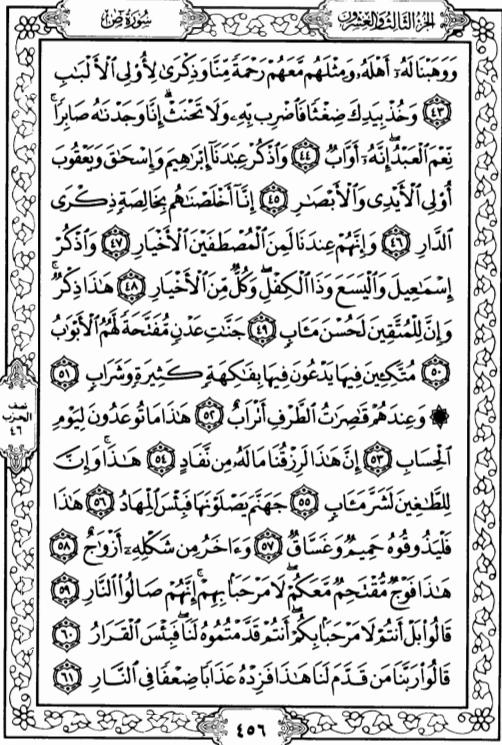 الجزء الثالث والعشرون
سورة ص
وَوَهَبْنَا لَهُۥٓ أَهْلَهُۥ وَمِثْلَهُم مَّعَهُمْ رَحْمَةً مِّنَّا وَذِكْرَىٰ لِأُو۟لِى ٱلْأَلْبَٰبِ
﴿٤٣﴾ وَخُذْ بِيَدِكَ ضِغْثًا فَٱضْرِب بِّهِۦ وَلَا تَحْنَثْ ۗ إِنَّا وَجَدْنَٰهُ صَابِرًا ۚ
نِّعْمَ ٱلْعَبْدُ ۖ إِنَّهُۥٓ أَوَّابٌ ﴿٤٤﴾ وَٱذْكُرْ عِبَٰدَنَآ إِبْرَٰهِيمَ وَإِسْحَٰقَ وَيَعْقُوبَ
أُو۟لِى ٱلْأَيْدِى وَٱلْأَبْصَٰرِ ﴿٤٥﴾ إِنَّآ أَخْلَصْنَٰهُم بِخَالِصَةٍ ذِكْرَى
ٱلدَّارِ ﴿٤٦﴾ وَإِنَّهُمْ عِندَنَا لَمِنَ ٱلْمُصْطَفَيْنَ ٱلْأَخْيَارِ ﴿٤٧﴾ وَٱذْكُرْ
إِسْمَٰعِيلَ وَٱلْيَسَعَ وَذَا ٱلْكِفْلِ ۖ وَكُلٌّ مِّنَ ٱلْأَخْيَارِ ﴿٤٨﴾ هَٰذَا ذِكْرٌ ۚ
وَإِنَّ لِلْمُتَّقِينَ لَحُسْنَ مَـَٔابٍ ﴿٤٩﴾ جَنَّٰتِ عَدْنٍ مُّفَتَّحَةً لَّهُمُ ٱلْأَبْوَٰبُ
﴿٥٠﴾ مُتَّكِـِٔينَ فِيهَا يَدْعُونَ فِيهَا بِفَٰكِهَةٍ كَثِيرَةٍ وَشَرَابٍ ﴿٥١﴾
۞ وَعِندَهُمْ قَٰصِرَٰتُ ٱلطَّرْفِ أَتْرَابٌ ﴿٥٢﴾ هَٰذَا مَا تُوعَدُونَ لِيَوْمِ
ٱلْحِسَابِ ﴿٥٣﴾ إِنَّ هَٰذَا لَرِزْقُنَا مَا لَهُۥ مِن نَّفَادٍ ﴿٥٤﴾ هَٰذَا ۚ وَإِنَّ
لِلطَّٰغِينَ لَشَرَّ مَـَٔابٍ ﴿٥٥﴾ جَهَنَّمَ يَصْلَوْنَهَا فَبِئْسَ ٱلْمِهَادُ ﴿٥٦﴾ هَٰذَا
فَلْيَذُوقُوهُ حَمِيمٌ وَغَسَّاقٌ ﴿٥٧﴾ وَءَاخَرُ مِن شَكْلِهِۦٓ أَزْوَٰجٌ ﴿٥٨﴾
هَٰذَا فَوْجٌ مُّقْتَحِمٌ مَّعَكُمْ ۖ لَا مَرْحَبًۢا بِهِمْ ۚ إِنَّهُمْ صَالُوا۟ ٱلنَّارِ ﴿٥٩﴾
قَالُوا۟ بَلْ أَنتُمْ لَا مَرْحَبًۢا بِكُمْ ۖ أَنتُمْ قَدَّمْتُمُوهُ لَنَا ۖ فَبِئْسَ ٱلْقَرَارُ ﴿٦٠﴾
قَالُوا۟ رَبَّنَا مَن قَدَّمَ لَنَا هَٰذَا فَزِدْهُ عَذَابًا ضِعْفًا فِى ٱلنَّارِ ﴿٦١﴾
نصف
الحزب
٤٦
٤٥٦